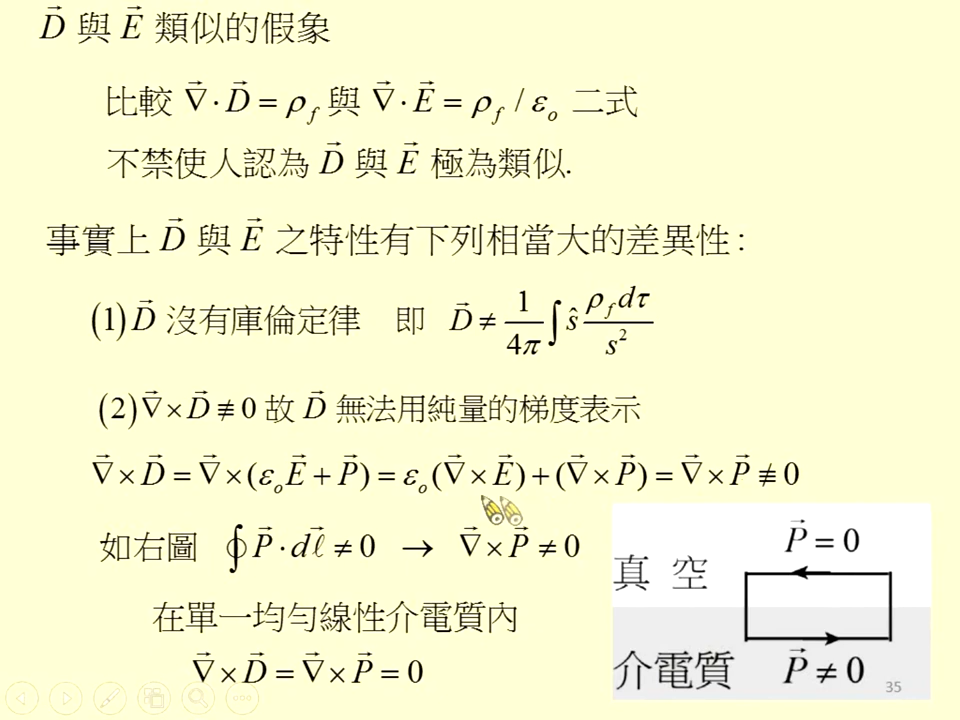 D⃗ 與 E⃗ 類似的假象
比較 ∇⃗ · D⃗ = ρ_f 與 ∇⃗ · E⃗ = ρ_f / ε_o 二式
不禁使人認為 D⃗ 與 E⃗ 極為類似.
事實上 D⃗ 與 E⃗ 之特性有下列相當大的差異性 :
(1) D⃗ 沒有庫倫定律 即 D⃗ ≠ 1/4π ∫ ŝ ρ_f dτ / s²
(2) ∇⃗ × D⃗ ≢ 0 故 D⃗ 無法用純量的梯度表示
∇⃗ × D⃗ = ∇⃗ × (ε_o E⃗ + P⃗) = ε_o (∇⃗ × E⃗) + (∇⃗ × P⃗) = ∇⃗ × P⃗ ≢ 0
如右圖 ∮ P⃗ · dℓ⃗ ≠ 0 → ∇⃗ × P⃗ ≠ 0
在單一均勻線性介電質內
∇⃗ × D⃗ = ∇⃗ × P⃗ = 0
P⃗ = 0
真 空
介電質 P⃗ ≠ 0
35